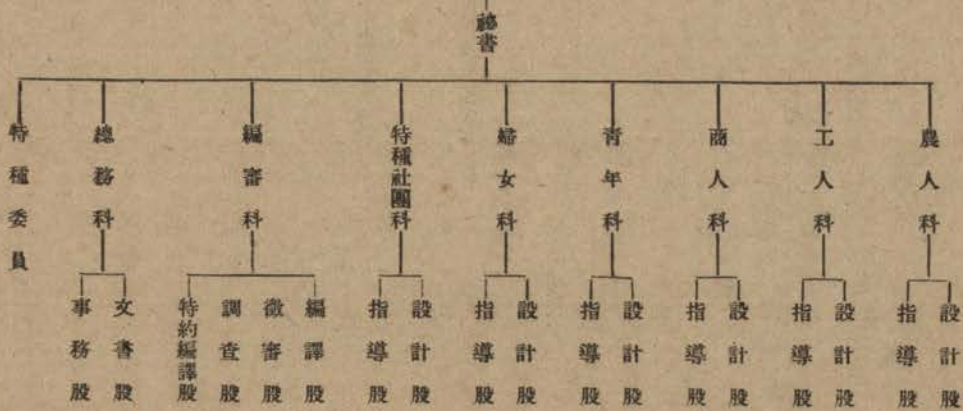 祕書
農人科
工人科
商人科
青年科
婦女科
特種社團科
編審科
總務科
特種委員
設計股
指導股
設計股
指導股
設計股
指導股
設計股
指導股
設計股
指導股
設計股
指導股
編譯股
徵審股
調查股
特約編譯股
文書股
事務股